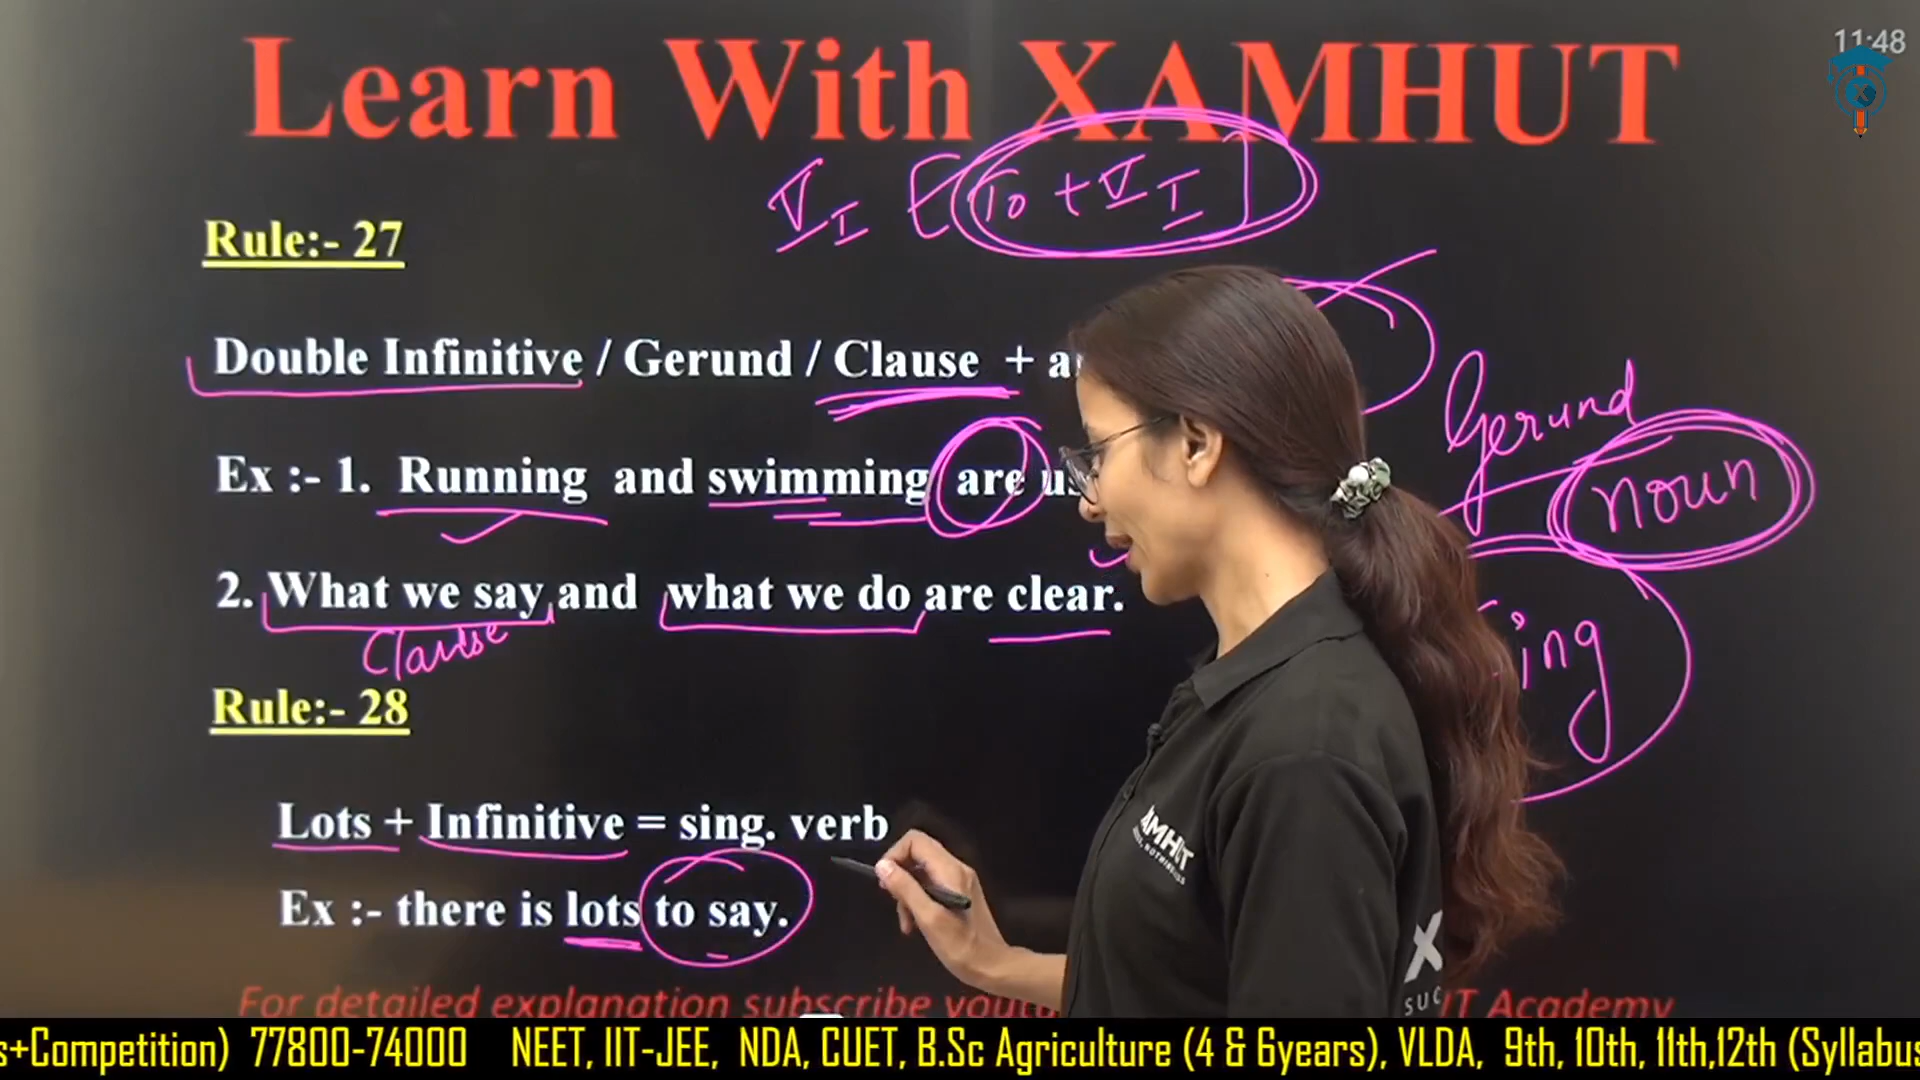 Learn With XAMHUT
11:48
V I [To + V I]
Rule:- 27
Double Infinitive / Gerund / Clause +
Gerund
noun
Ex :- 1. Running and swimming are
2. What we say and what we do are clear.
Clause
ing
Rule:- 28
Lots + Infinitive = sing. verb
Ex :- there is lots to say.
For detailed explanation subscribe IT Academy
XAMHUT
X
SUC
s+Competition) 77800-74000 NEET, IIT-JEE, NDA, CUET, B.Sc Agriculture (4 & 6years), VLDA, 9th, 10th, 11th,12th (Syllabus